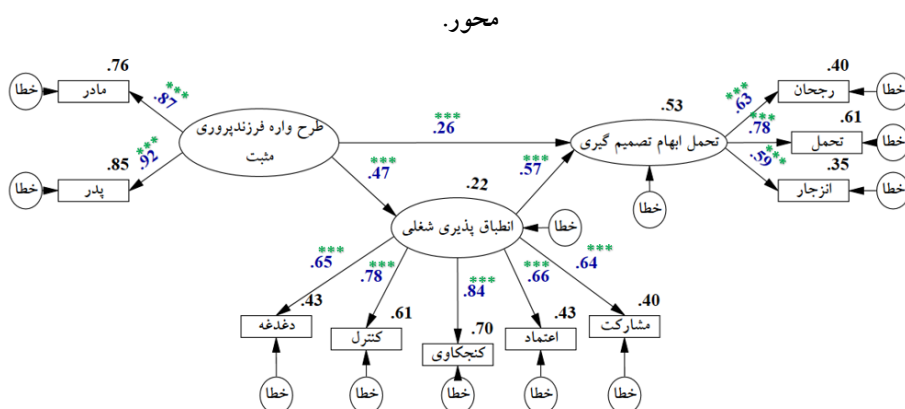 محور.
.76
.40
خطا
مادر
***
.87
طرح واره فرزندپروری
مثبت
***
.26
.53
تحمل ابهام تصمیم گیری
***
.63
رجحان
خطا
.61
***
.78
تحمل
خطا
.85
***
.92
پدر
خطا
***
.47
***
.57
***
.59
.35
انزجار
خطا
خطا
.22
انطباق پذیری شغلی
خطا
***
.65
***
.78
***
.84
***
.66
***
.64
.43
دغدغه
.61
کنترل
.70
کنجکاوی
.43
اعتماد
.40
مشارکت
خطا
خطا
خطا
خطا
خطا